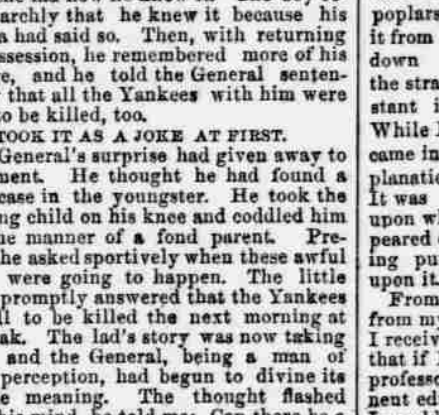 archly that he knew it because his
a had said so. Then, with returning
ssession, he remembered more of his
e, and he told the General senten-
that all the Yankees with him were
to be killed, too.
TOOK IT AS A JOKE AT FIRST.
General's surprise had given away to
ment. He thought he had found a
case in the youngster. He took the
ng child on his knee and coddled him
he manner of a fond parent. Pre-
he asked sportively when these awful
were going to happen. The little
promptly answered that the Yankees
ll to be killed the next morning at
ak. The lad's story was now taking
and the General, being a man of
perception, had begun to divine its
e meaning. The thought flashed
poplars
it from
down
the stra
stant i
While
came in
planatio
It was
upon w
peared
ing pu
upon it.
From
from my
I receiv
that if
professe
nent ed